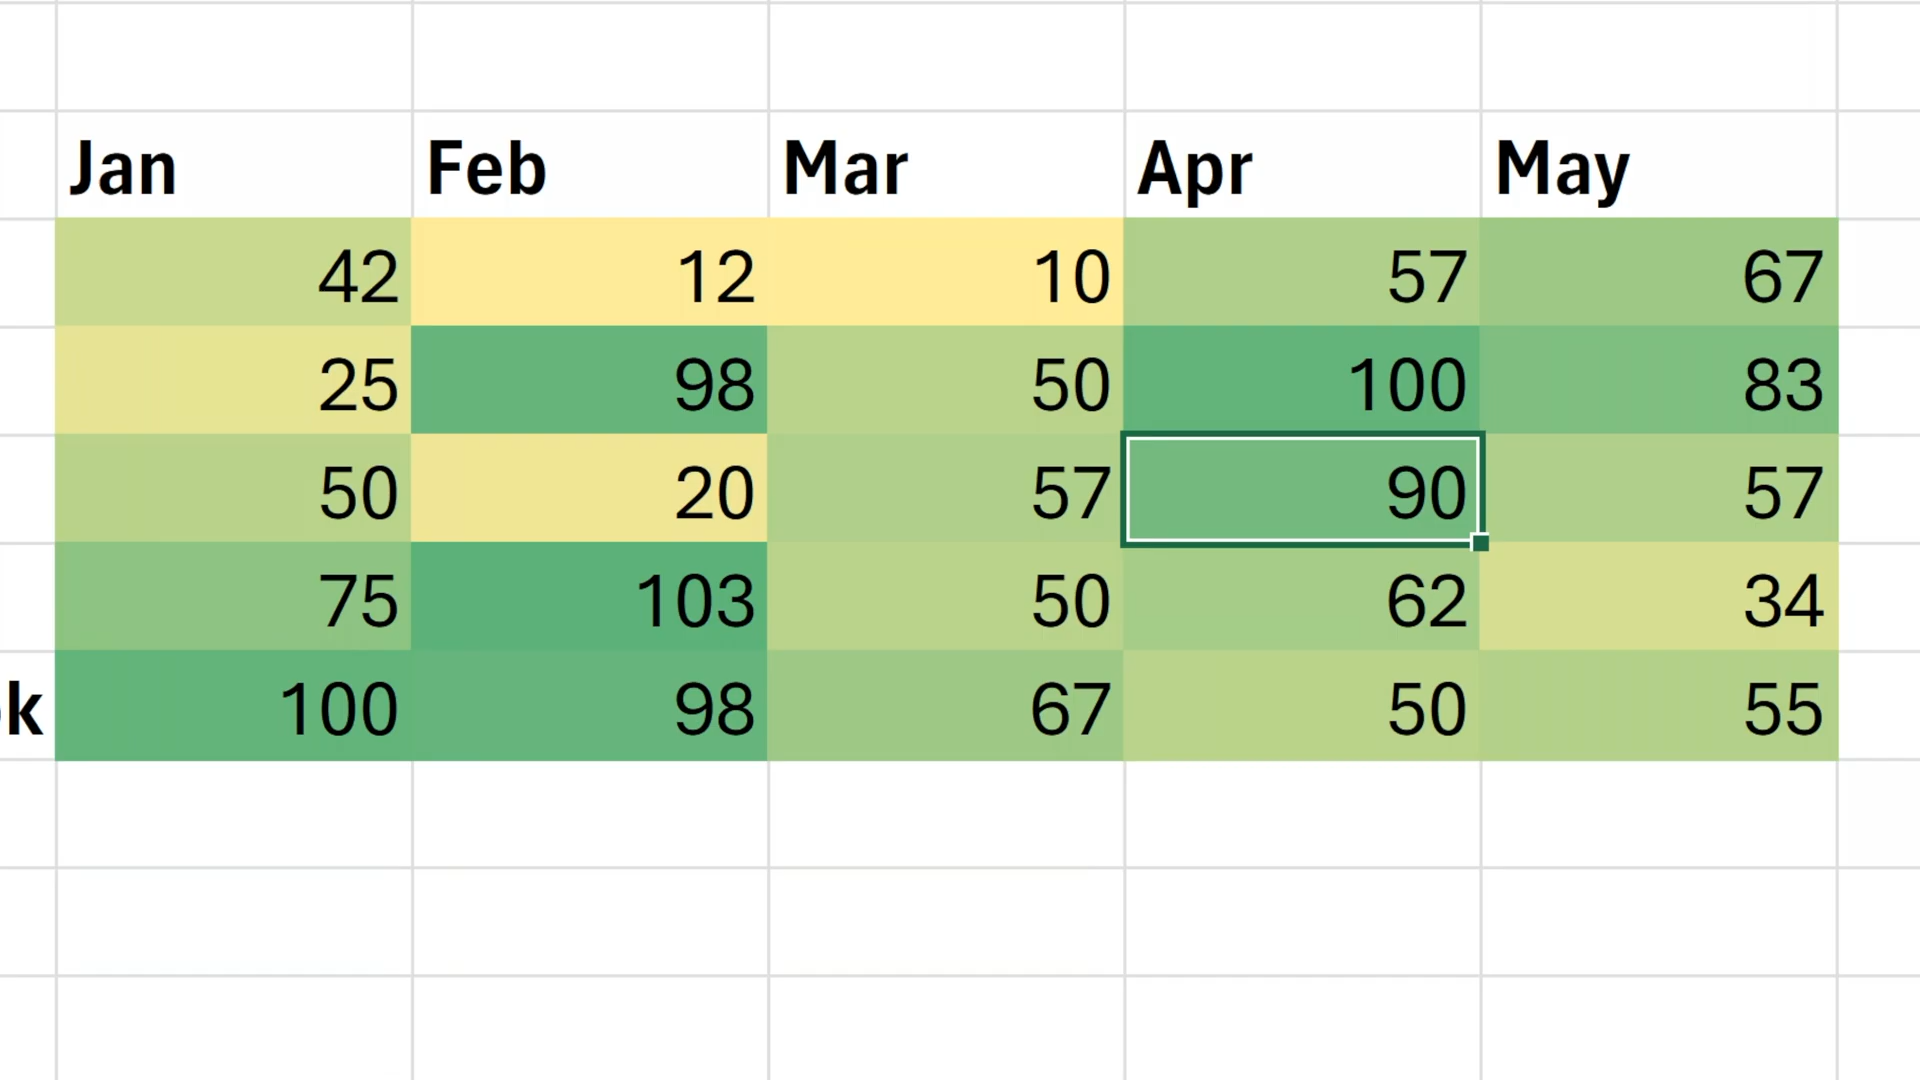 Jan Feb Mar Apr May
42 12 10 57 67
25 98 50 100 83
50 20 57 90 57
75 103 50 62 34
k 100 98 67 50 55